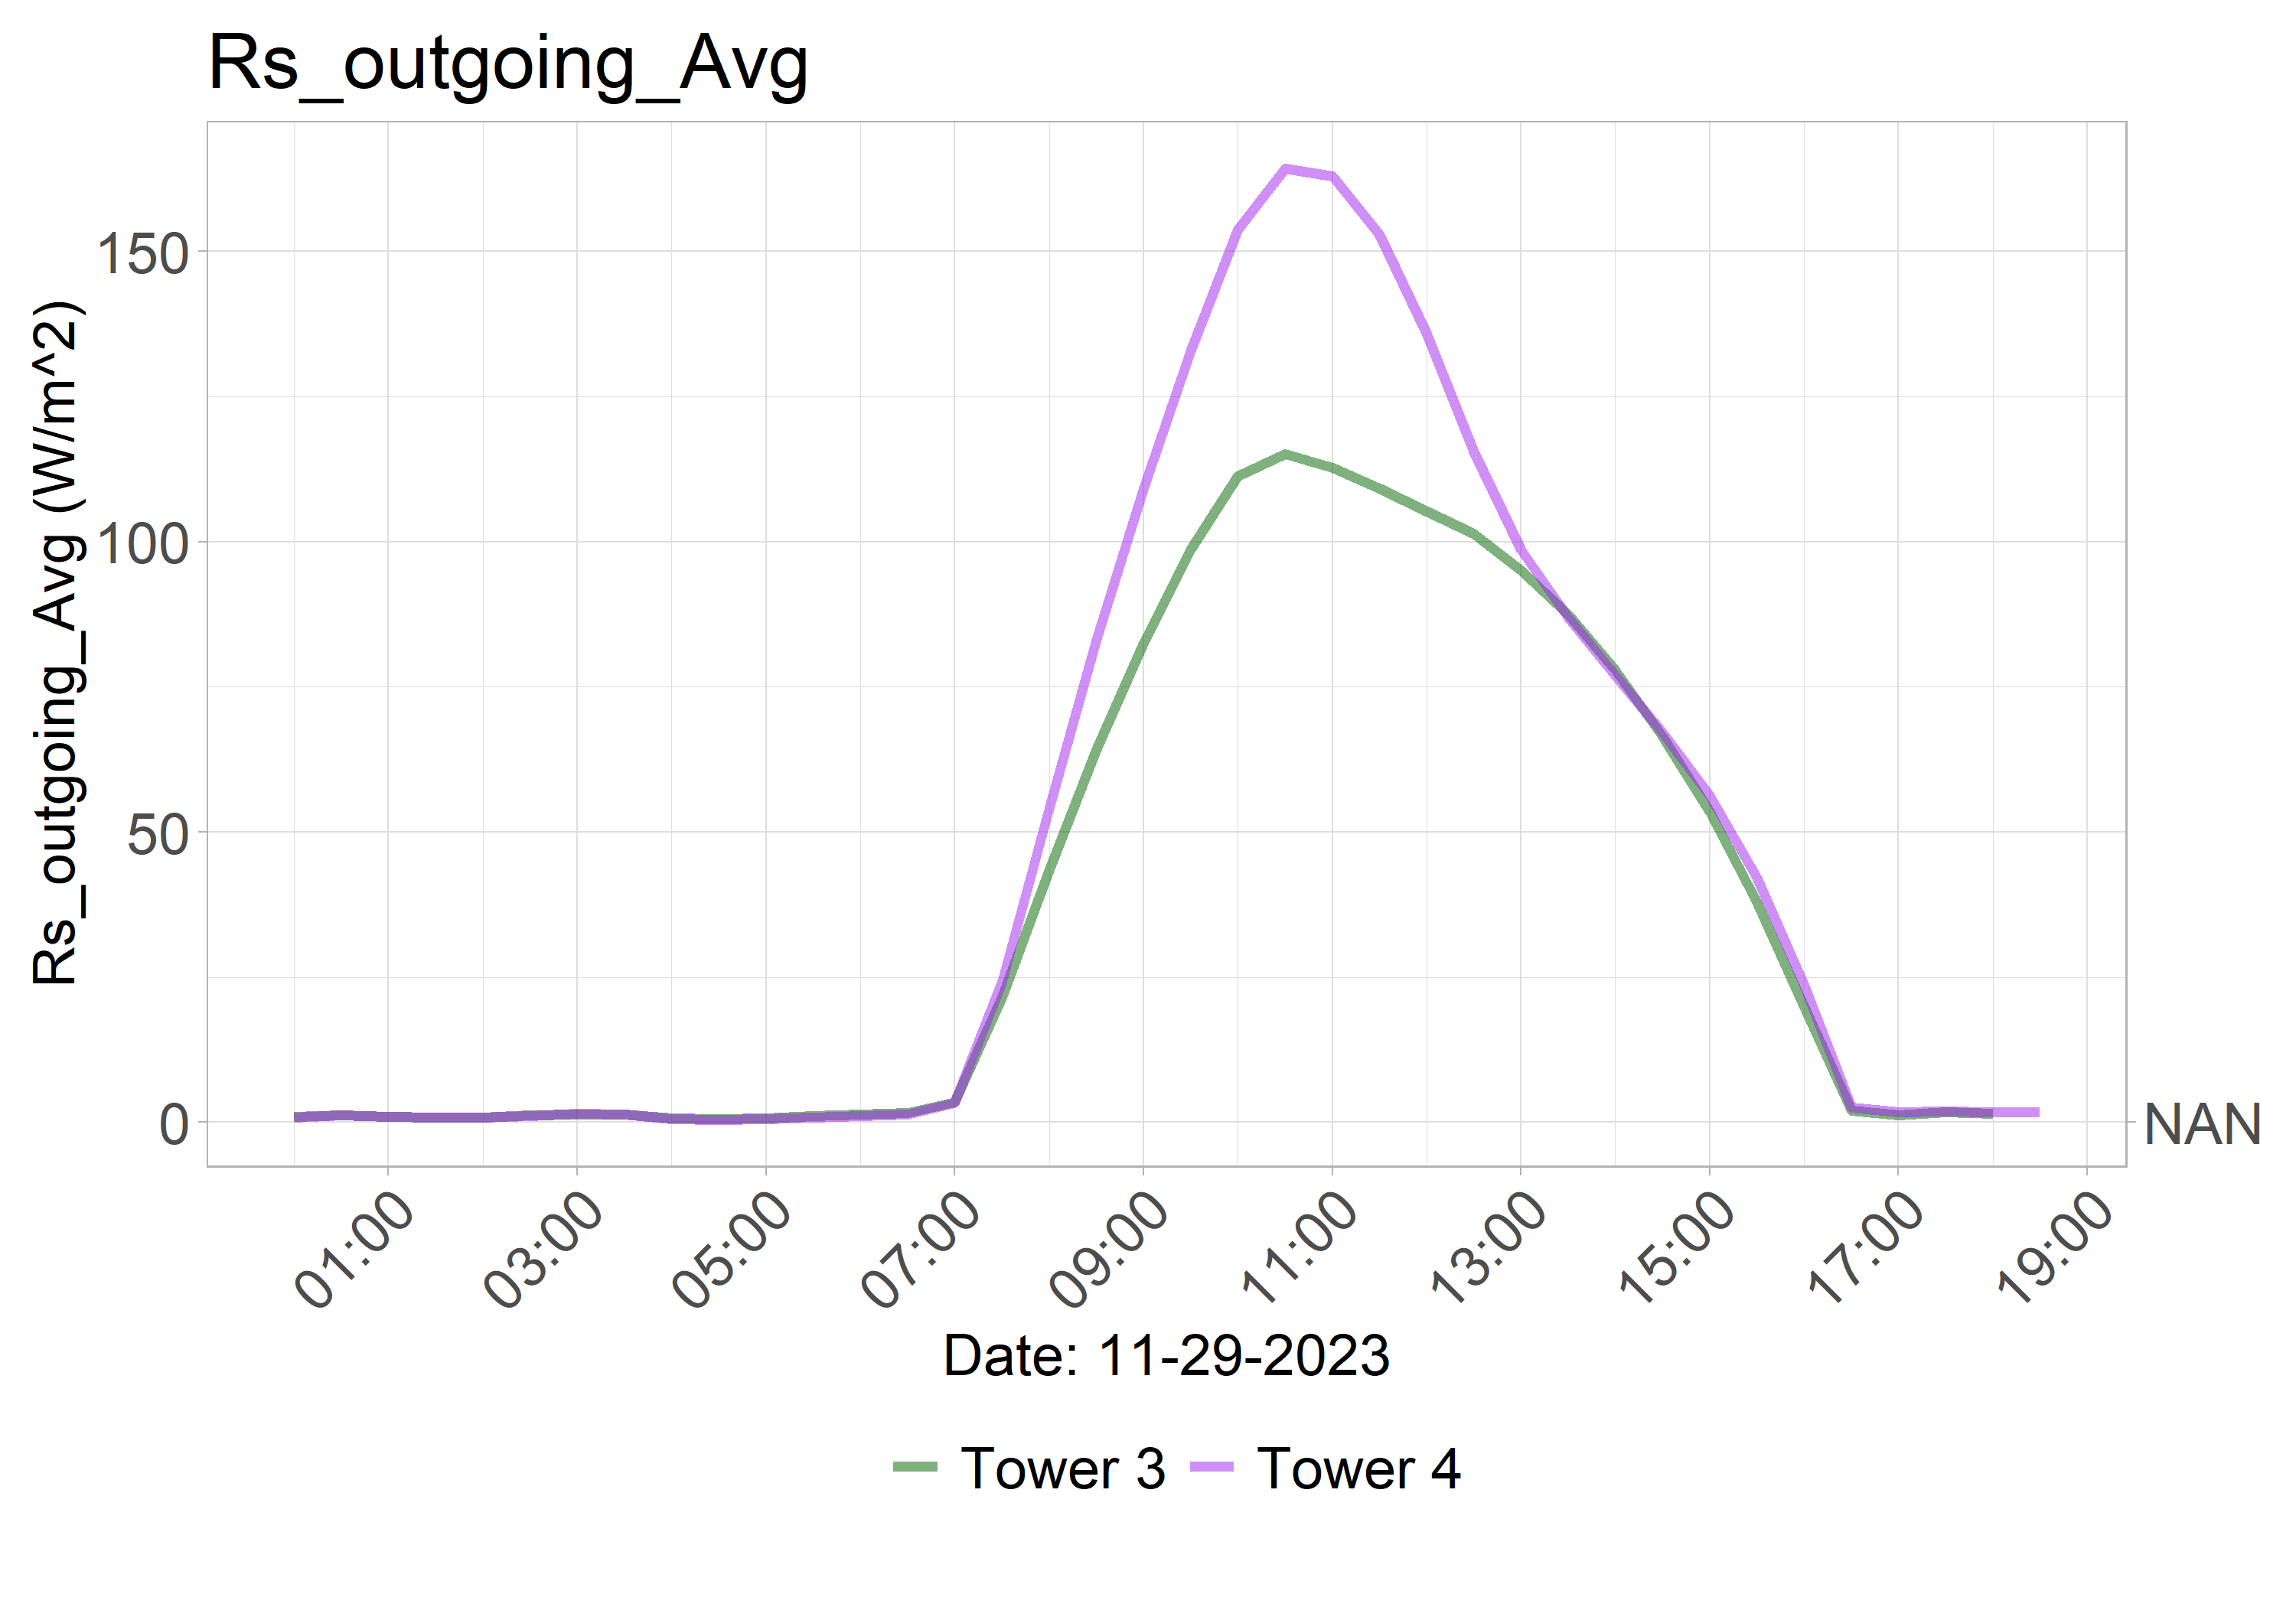 Rs_outgoing_Avg
Rs_outgoing_Avg (W/m^2)
150
100
50
0
NAN
01:00 03:00 05:00 07:00 09:00 11:00 13:00 15:00 17:00 19:00
Date: 11-29-2023
Tower 3 Tower 4